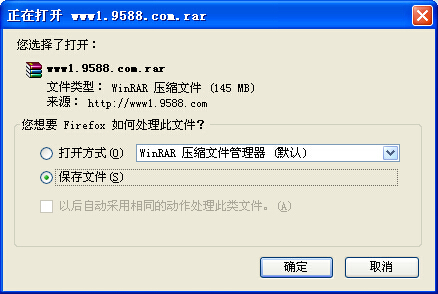 正在打开 www1.9588.com.rar
您选择了打开：
www1.9588.com.rar
文件类型： WinRAR 压缩文件 (145 MB)
来源： http://www1.9588.com
您想要 Firefox 如何处理此文件？
打开方式(O) WinRAR 压缩文件管理器 (默认)
保存文件(S)
以后自动采用相同的动作处理此类文件。(A)
确定 取消